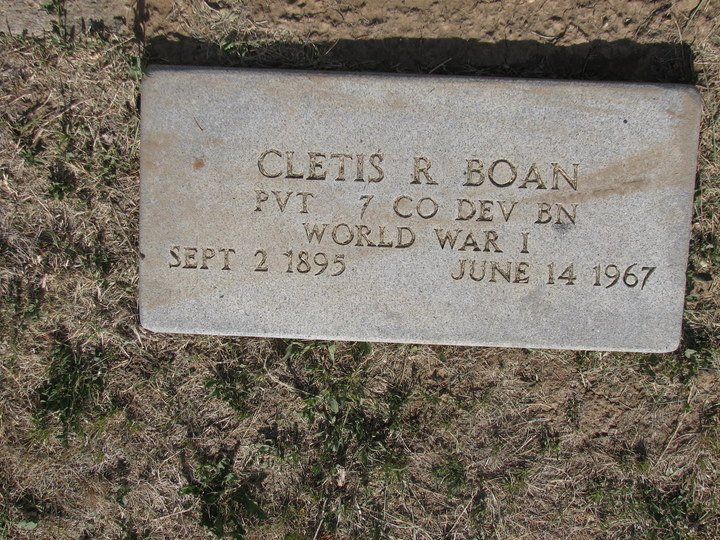 CLETIS R BOAN
PVT 7 CO DEV BN
WORLD WAR I
SEPT 2 1895 JUNE 14 1967